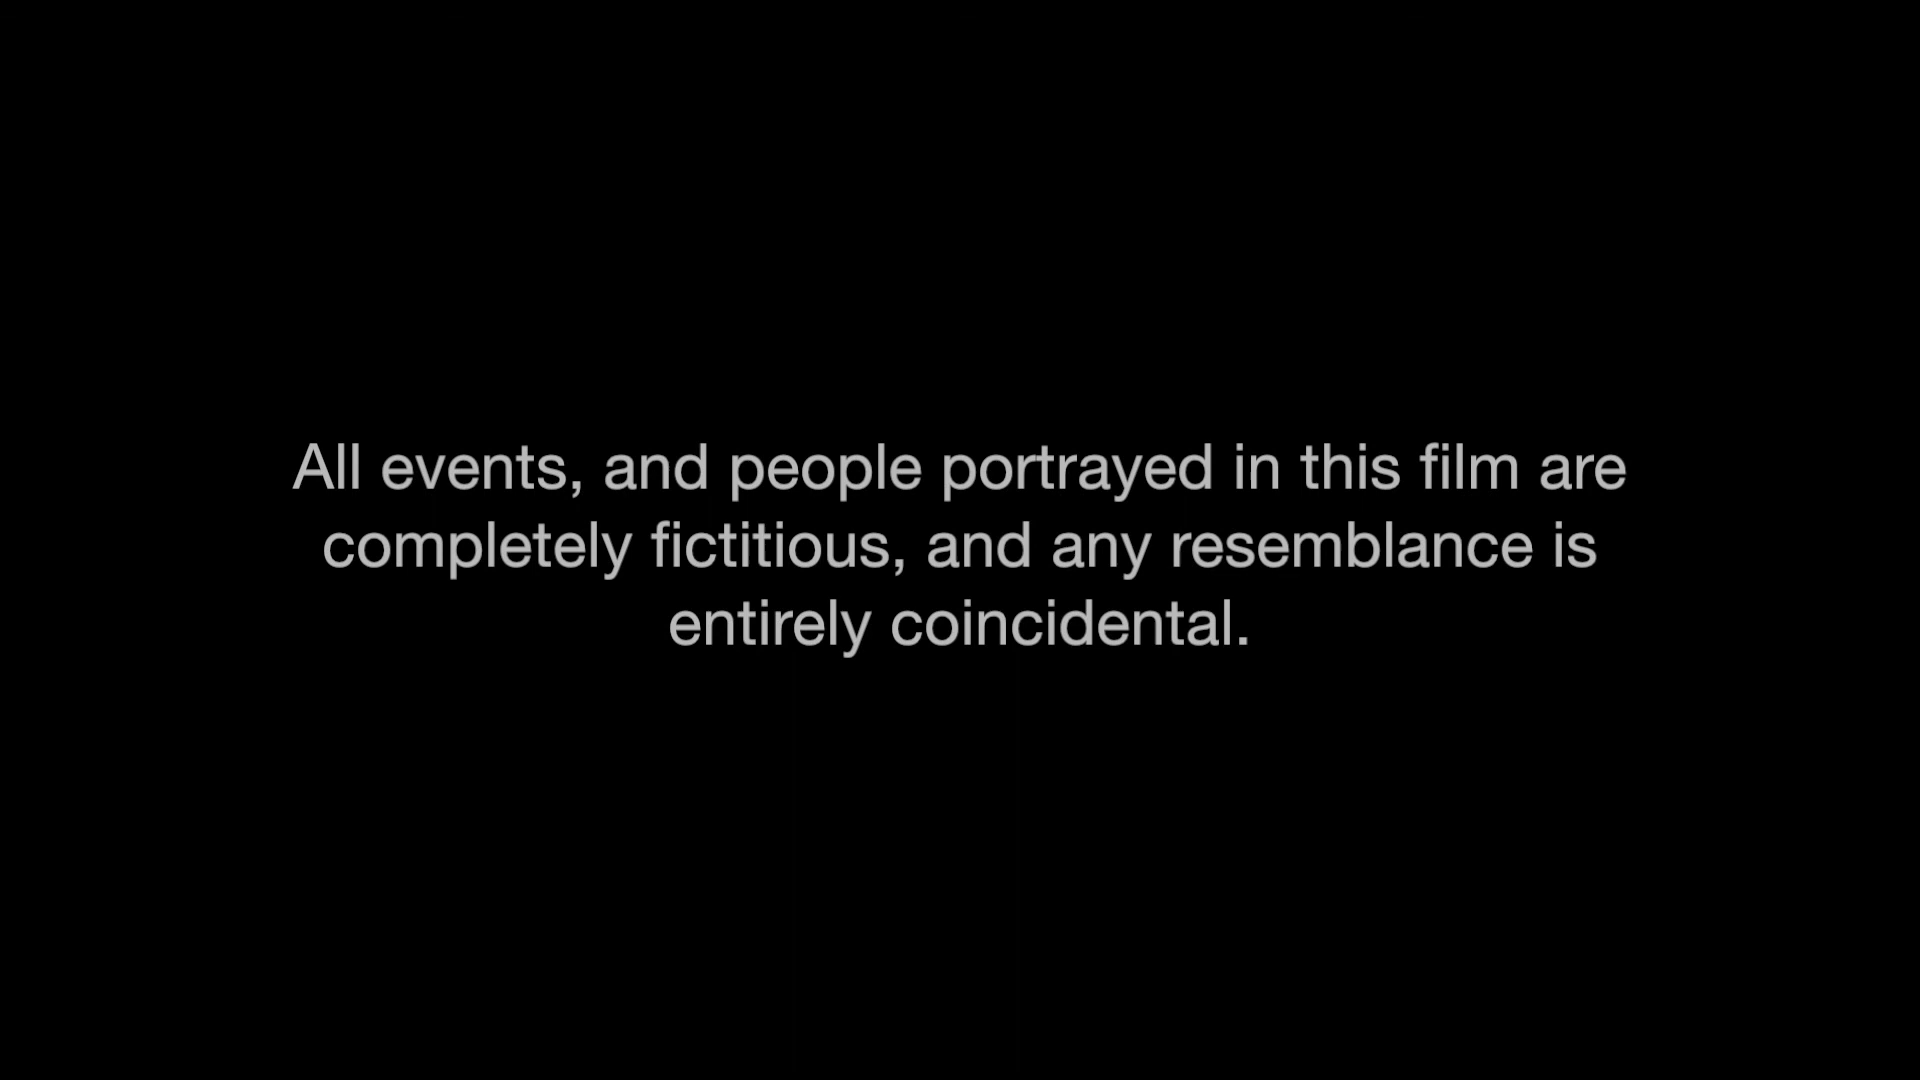 All events, and people portrayed in this film are
completely fictitious, and any resemblance is
entirely coincidental.